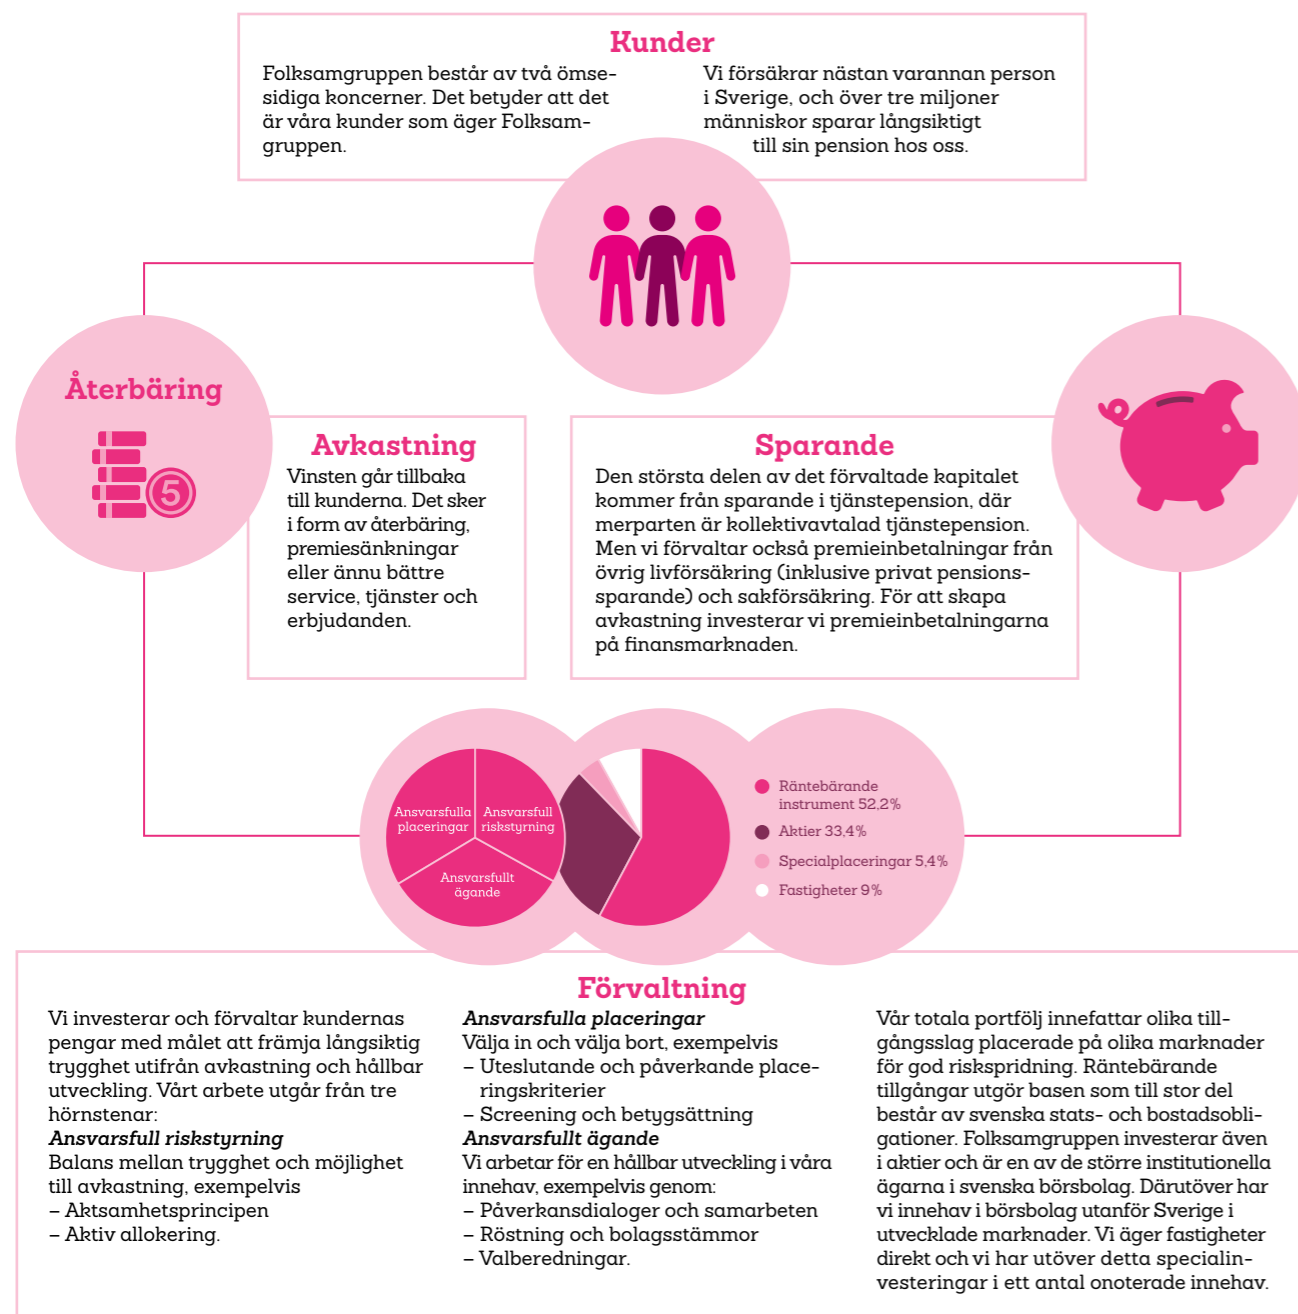 Kunder
Folksamgruppen består av två ömse-
sidiga koncerner. Det betyder att det
är våra kunder som äger Folksam-
gruppen.
Vi försäkrar nästan varannan person
i Sverige, och över tre miljoner
människor sparar långsiktigt
till sin pension hos oss.
Återbäring
5
Avkastning
Vinsten går tillbaka
till kunderna. Det sker
i form av återbäring,
premiesänkningar
eller ännu bättre
service, tjänster och
erbjudanden.
Sparande
Den största delen av det förvaltade kapitalet
kommer från sparande i tjänstepension, där
merparten är kollektivavtalad tjänstepension.
Men vi förvaltar också premieinbetalningar från
övrig livförsäkring (inklusive privat pensions-
sparande) och sakförsäkring. För att skapa
avkastning investerar vi premieinbetalningarna
på finansmarknaden.
Ansvarsfulla
placeringar
Ansvarsfull
riskstyrning
Ansvarsfullt
ägande
Räntebärande
instrument 52,2%
Aktier 33,4%
Specialplaceringar 5,4%
Fastigheter 9%
Förvaltning
Vi investerar och förvaltar kundernas
pengar med målet att främja långsiktig
trygghet utifrån avkastning och hållbar
utveckling. Vårt arbete utgår från tre
hörnstenar:
Ansvarsfull riskstyrning
Balans mellan trygghet och möjlighet
till avkastning, exempelvis
– Aktsamhetsprincipen
– Aktiv allokering.
Ansvarsfulla placeringar
Välja in och välja bort, exempelvis
– Uteslutande och påverkande place-
ringskriterier
– Screening och betygsättning
Ansvarsfullt ägande
Vi arbetar för en hållbar utveckling i våra
innehav, exempelvis genom:
– Påverkansdialoger och samarbeten
– Röstning och bolagsstämmor
– Valberedningar.
Vår totala portfölj innefattar olika till-
gångsslag placerade på olika marknader
för god riskspridning. Räntebärande
tillgångar utgör basen som till stor del
består av svenska stats- och bostadsobli-
gationer. Folksamgruppen investerar även
i aktier och är en av de större institutionella
ägarna i svenska börsbolag. Därutöver har
vi innehav i börsbolag utanför Sverige i
utvecklade marknader. Vi äger fastigheter
direkt och vi har utöver detta specialin-
vesteringar i ett antal onoterade innehav.